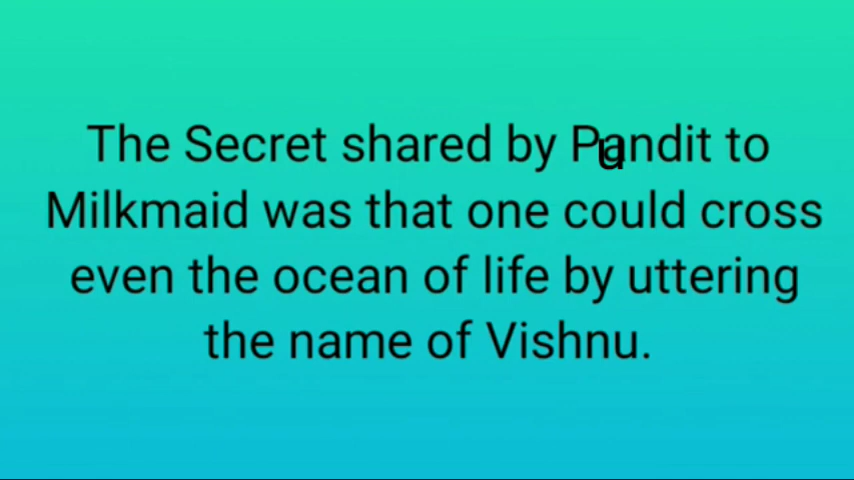 The Secret shared by Pundit to
Milkmaid was that one could cross
even the ocean of life by uttering
the name of Vishnu.